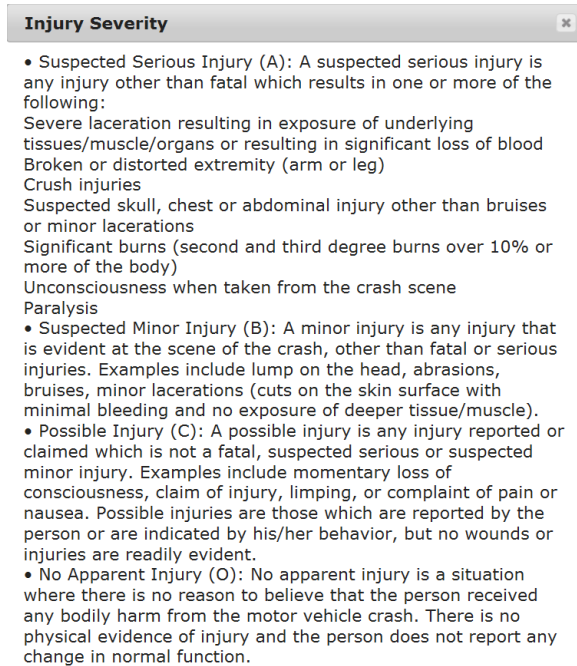 Injury Severity
• Suspected Serious Injury (A): A suspected serious injury is
any injury other than fatal which results in one or more of the
following:
Severe laceration resulting in exposure of underlying
tissues/muscle/organs or resulting in significant loss of blood
Broken or distorted extremity (arm or leg)
Crush injuries
Suspected skull, chest or abdominal injury other than bruises
or minor lacerations
Significant burns (second and third degree burns over 10% or
more of the body)
Unconsciousness when taken from the crash scene
Paralysis
• Suspected Minor Injury (B): A minor injury is any injury that
is evident at the scene of the crash, other than fatal or serious
injuries. Examples include lump on the head, abrasions,
bruises, minor lacerations (cuts on the skin surface with
minimal bleeding and no exposure of deeper tissue/muscle).
• Possible Injury (C): A possible injury is any injury reported or
claimed which is not a fatal, suspected serious or suspected
minor injury. Examples include momentary loss of
consciousness, claim of injury, limping, or complaint of pain or
nausea. Possible injuries are those which are reported by the
person or are indicated by his/her behavior, but no wounds or
injuries are readily evident.
• No Apparent Injury (O): No apparent injury is a situation
where there is no reason to believe that the person received
any bodily harm from the motor vehicle crash. There is no
physical evidence of injury and the person does not report any
change in normal function.